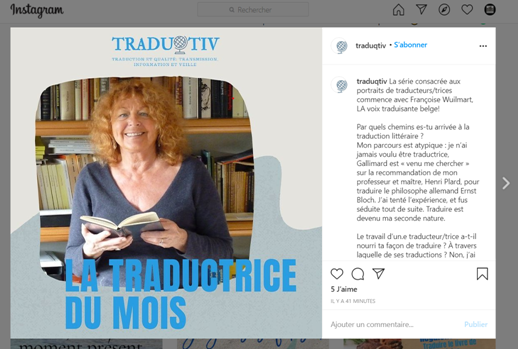 Instagram
Rechercher
TRADUQTIV
TRADUCTION DE QUALITÉ, TRANSMISSION
INFORMATION ET VEILLE
LA TRADUCTRICE
DU MOIS
traduqtiv • S'abonner
traduqtiv La série consacrée aux
portraits de traducteurs/trices
commence avec Françoise Wuilmart,
LA voix traduisante belge!
Par quels chemins es-tu arrivée à la
traduction littéraire ?
Mon parcours est atypique : je n'ai
jamais voulu être traductrice,
Gallimard est « venu me chercher »
sur la recommandation de mon
professeur et maître, Henri Plard, pour
traduire le philosophe allemand Ernst
Bloch. J'ai tenté l'expérience, et fus
séduite tout de suite. Traduire est
devenu ma seconde nature.
Le travail d'un.e traducteur/trice a-t-il
nourri ta façon de traduire ? À travers
laquelle de ses traductions ? Non, j'ai
5 J'aime
IL Y A 41 MINUTES
Ajouter un commentaire...
Publier
moment présent